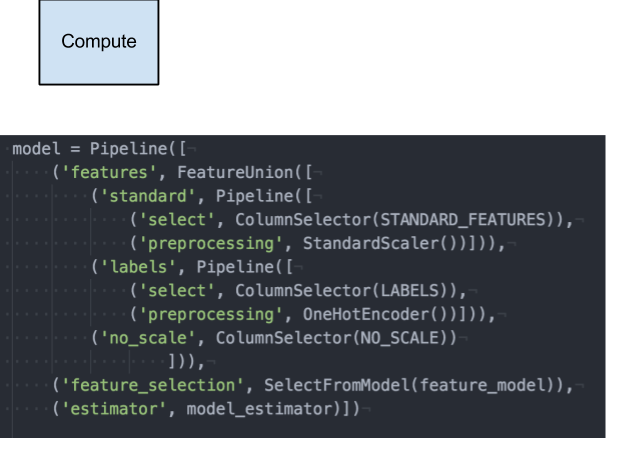 Compute
model = Pipeline([
    ('features', FeatureUnion([
        ('standard', Pipeline([
            ('select', ColumnSelector(STANDARD_FEATURES)),
            ('preprocessing', StandardScaler())])),
        ('labels', Pipeline([
            ('select', ColumnSelector(LABELS)),
            ('preprocessing', OneHotEncoder())])),
        ('no_scale', ColumnSelector(NO_SCALE))
                ])),
    ('feature_selection', SelectFromModel(feature_model)),
    ('estimator', model_estimator)])